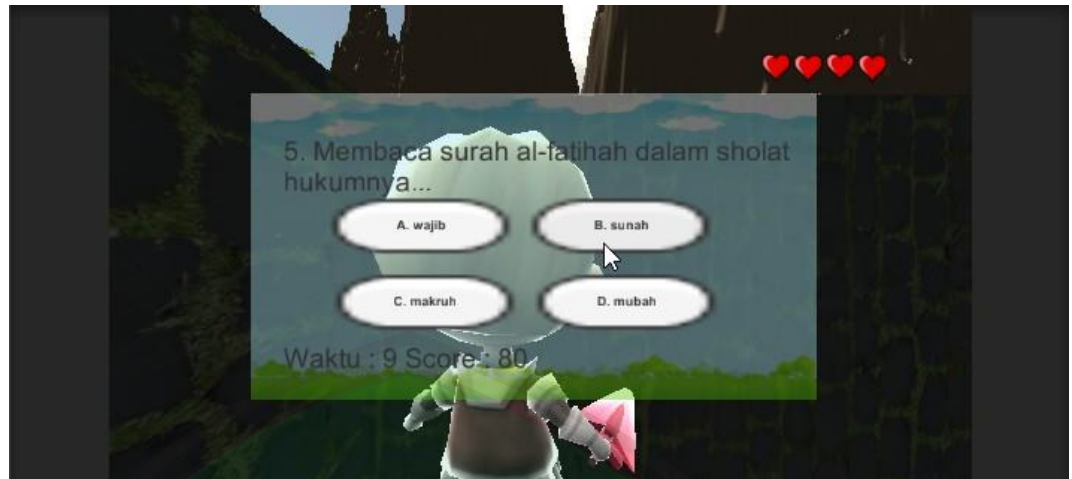 5. Membaca surah al-fatihah dalam sholat
hukumnya...
A. wajib
B. sunah
C. makruh
D. mubah
Waktu : 9 Score : 80